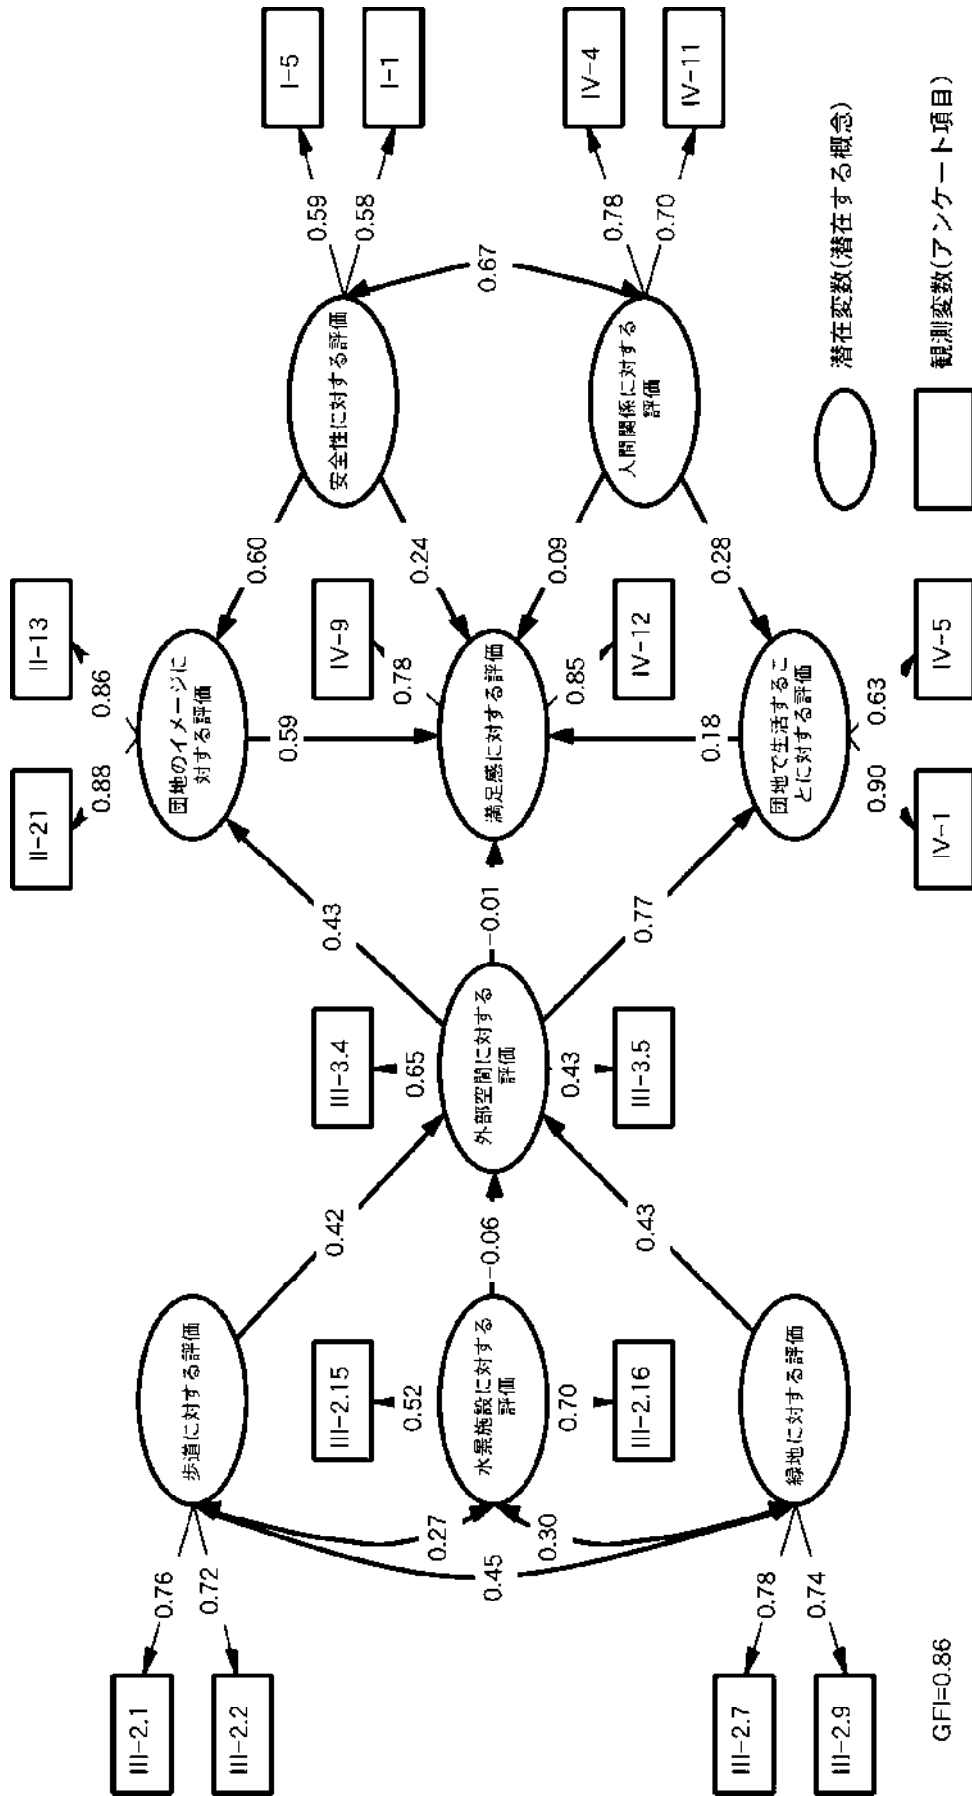 II-21
II-13
0.88
0.86
III-2.1
0.76
歩道に対する評価
団地のイメージに
対する評価
III-2.2
0.72
0.60
I-5
0.59
0.59
安全性に対する評価
0.58
I-1
0.42
0.43
III-2.15
III-3.4
IV-9
0.52
0.65
0.78
0.24
0.27
0.45
水景施設に対する
評価
-0.06
外部空間に対する
評価
-0.01
満足感に対する評価
0.67
0.30
0.70
0.43
0.85
0.09
III-2.16
III-3.5
IV-12
IV-4
0.78
人間関係に対する
評価
0.70
IV-11
0.43
0.77
0.18
0.28
III-2.7
0.78
緑地に対する評価
団地で生活するこ
とに対する評価
0.74
III-2.9
0.90
0.63
IV-1
IV-5
潜在変数(潜在する概念)
観測変数(アンケート項目)
GFI=0.86